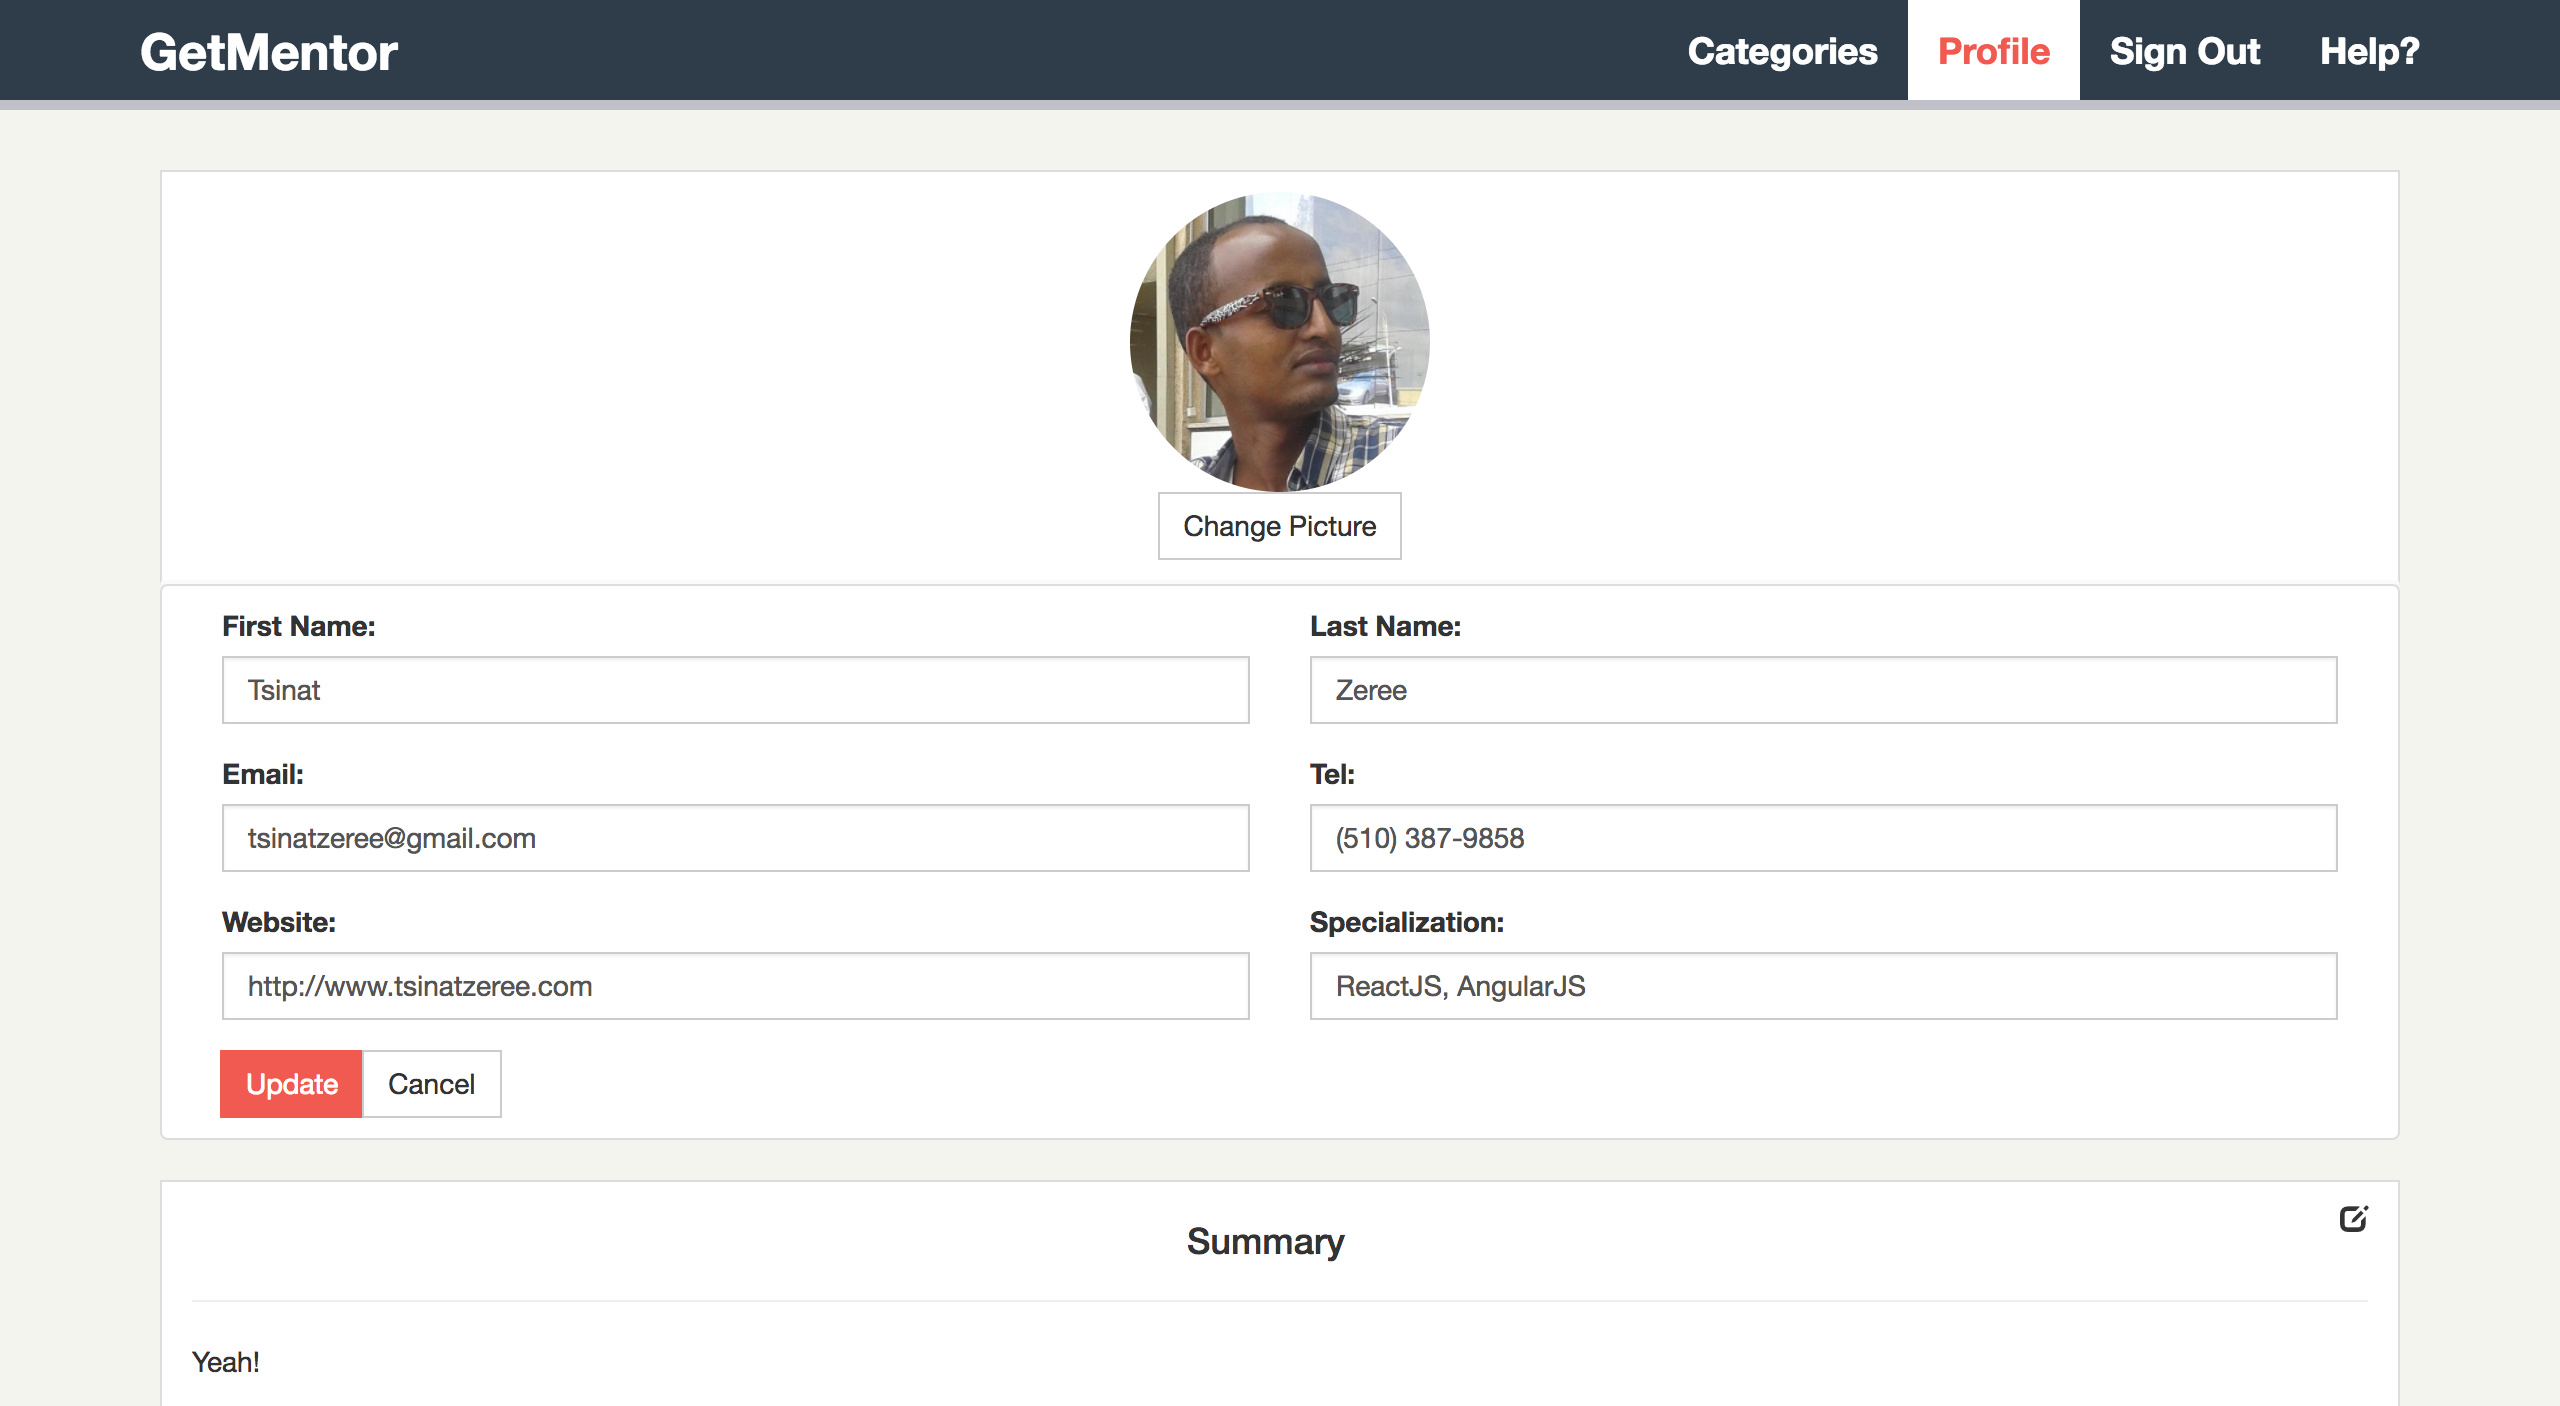 GetMentor Categories Profile Sign Out Help?
Change Picture
First Name: Last Name:
Tsinat Zeree
Email: Tel:
tsinatzeree@gmail.com (510) 387-9858
Website: Specialization:
http://www.tsinatzeree.com ReactJS, AngularJS
Update Cancel
Summary
Yeah!